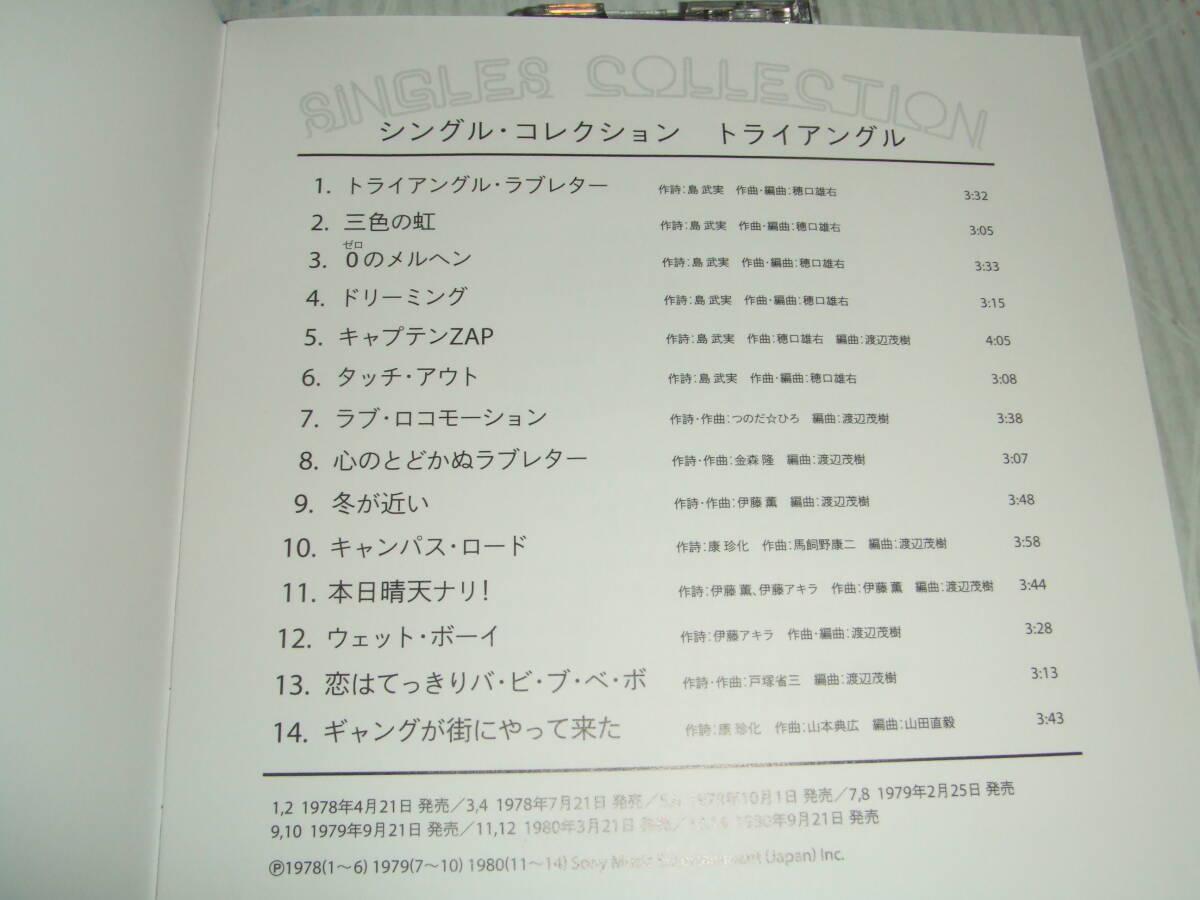 SINGLES COLLECTION
シングル・コレクション　トライアングル
1. トライアングル・ラブレター　作詩：島 武実　作曲・編曲：穂口雄右　3:32
2. 三色の虹　作詩：島 武実　作曲・編曲：穂口雄右　3:05
ゼロ
3. 0のメルヘン　作詩：島 武実　作曲・編曲：穂口雄右　3:33
4. ドリーミング　作詩：島 武実　作曲・編曲：穂口雄右　3:15
5. キャプテンZAP　作詩：島 武実　作曲：穂口雄右　編曲：渡辺茂樹　4:05
6. タッチ・アウト　作詩：島 武実　作曲・編曲：穂口雄右　3:08
7. ラブ・ロコモーション　作詩・作曲：つのだ☆ひろ　編曲：渡辺茂樹　3:38
8. 心のとどかぬラブレター　作詩・作曲：金森 隆　編曲：渡辺茂樹　3:07
9. 冬が近い　作詩・作曲：伊藤 薫　編曲：渡辺茂樹　3:48
10. キャンパス・ロード　作詩：康 珍化　作曲：馬飼野康二　編曲：渡辺茂樹　3:58
11. 本日晴天ナリ！　作詩：伊藤 薫、伊藤アキラ　作曲：伊藤 薫　編曲：渡辺茂樹　3:44
12. ウェット・ボーイ　作詩：伊藤アキラ　作曲・編曲：渡辺茂樹　3:28
13. 恋はてっきりバ・ビ・ブ・ベ・ボ　作詩・作曲：戸塚省三　編曲：渡辺茂樹　3:13
14. ギャングが街にやって来た　作詩：康 珍化　作曲：山本典広　編曲：山田直毅　3:43
1,2 1978年4月21日 発売／3,4 1978年7月21日 発売／ 1978年10月1日 発売／7,8 1979年2月25日 発売
9,10 1979年9月21日 発売／11,12 1980年3月21日 発売／ 1980年9月21日 発売
Ⓟ1978(1〜6) 1979(7〜10) 1980(11〜14) Sony Music (Japan) Inc.